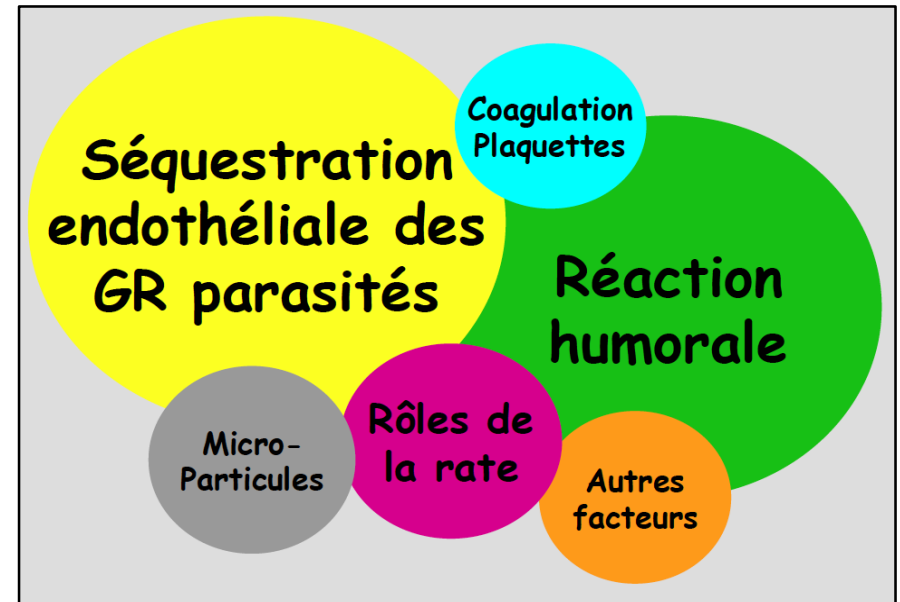 Séquestration
endothéliale des
GR parasités
Coagulation
Plaquettes
Réaction
humorale
Micro-
Particules
Rôles de
la rate
Autres
facteurs